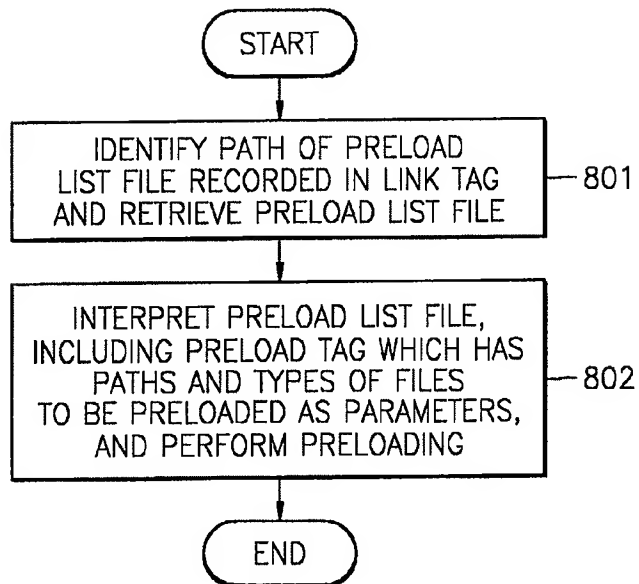 START
IDENTIFY PATH OF PRELOAD
LIST FILE RECORDED IN LINK TAG
AND RETRIEVE PRELOAD LIST FILE
801
INTERPRET PRELOAD LIST FILE,
INCLUDING PRELOAD TAG WHICH HAS
PATHS AND TYPES OF FILES
TO BE PRELOADED AS PARAMETERS,
AND PERFORM PRELOADING
802
END